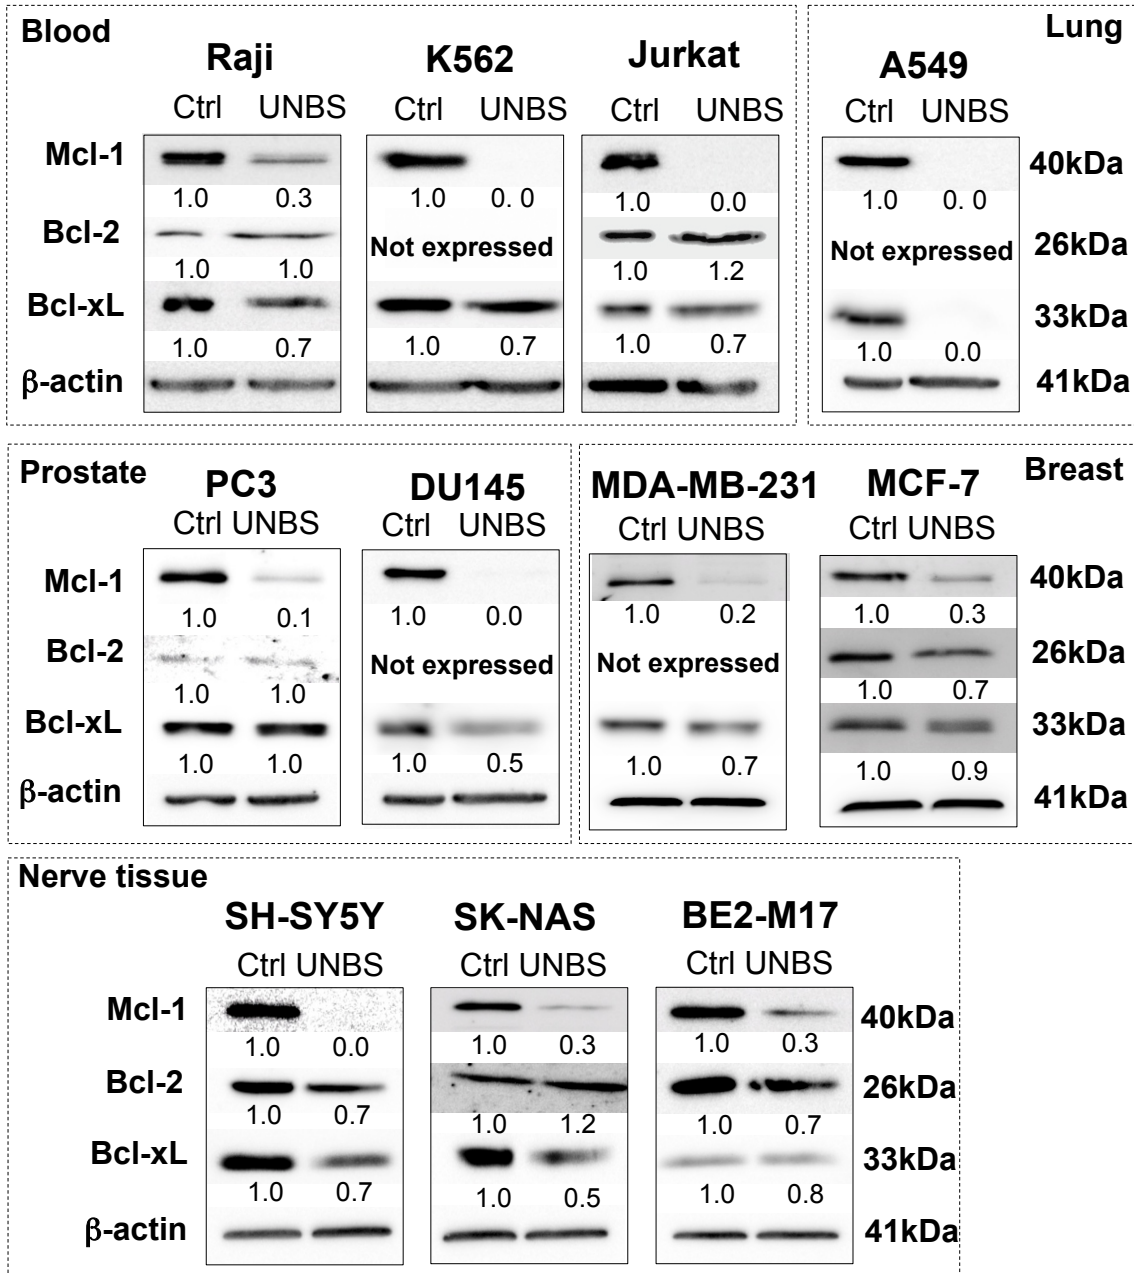 Blood
Lung
Raji K562 Jurkat A549
Ctrl UNBS Ctrl UNBS Ctrl UNBS Ctrl UNBS
Mcl-1 40kDa
1.0 0.3 1.0 0. 0 1.0 0.0 1.0 0. 0
Bcl-2 Not expressed Not expressed 26kDa
1.0 1.0 1.0 1.2
Bcl-xL 33kDa
1.0 0.7 1.0 0.7 1.0 0.7 1.0 0.0
β-actin 41kDa
Prostate Breast
PC3 DU145 MDA-MB-231 MCF-7
Ctrl UNBS Ctrl UNBS Ctrl UNBS Ctrl UNBS
Mcl-1 40kDa
1.0 0.1 1.0 0.0 1.0 0.2 1.0 0.3
Bcl-2 Not expressed Not expressed 26kDa
1.0 1.0 1.0 0.7
Bcl-xL 33kDa
1.0 1.0 1.0 0.5 1.0 0.7 1.0 0.9
β-actin 41kDa
Nerve tissue
SH-SY5Y SK-NAS BE2-M17
Ctrl UNBS Ctrl UNBS Ctrl UNBS
Mcl-1 40kDa
1.0 0.0 1.0 0.3 1.0 0.3
Bcl-2 26kDa
1.0 0.7 1.0 1.2 1.0 0.7
Bcl-xL 33kDa
1.0 0.7 1.0 0.5 1.0 0.8
β-actin 41kDa